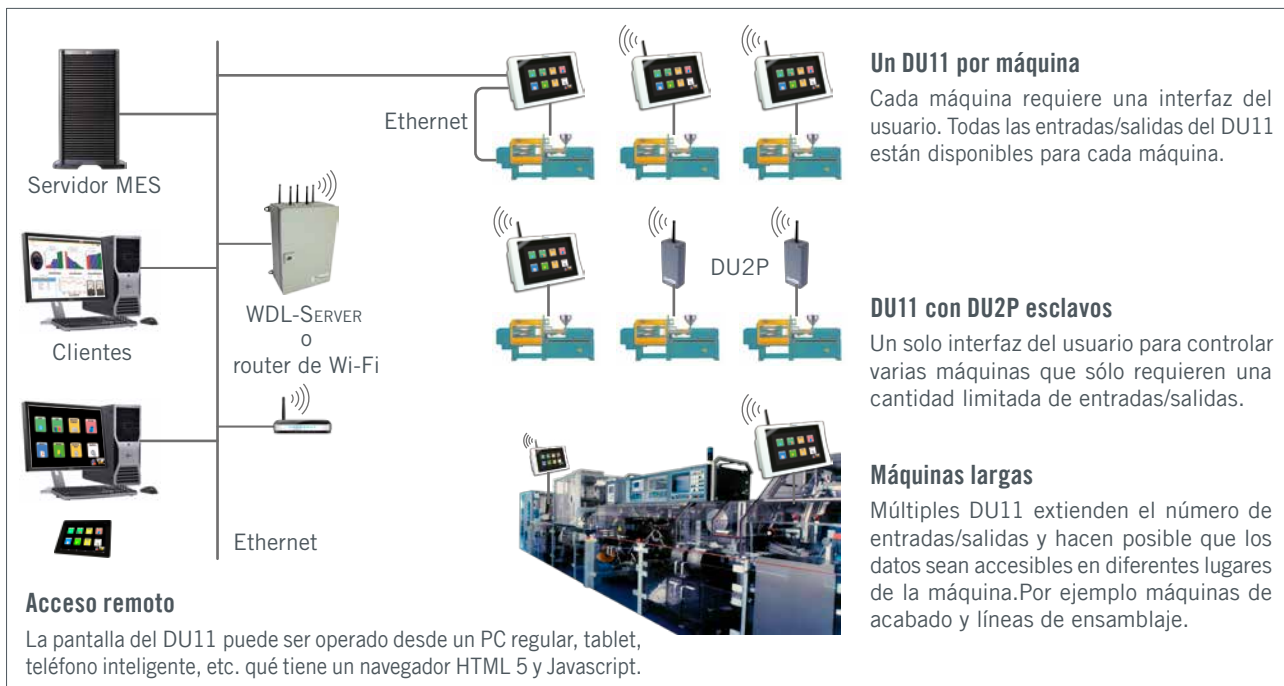 Servidor MES
Clientes
Ethernet
WDL-SERVER
o
router de Wi-Fi
Ethernet
DU2P
Un DU11 por máquina
Cada máquina requiere una interfaz del
usuario. Todas las entradas/salidas del DU11
están disponibles para cada máquina.
DU11 con DU2P esclavos
Un solo interfaz del usuario para controlar
varias máquinas que sólo requieren una
cantidad limitada de entradas/salidas.
Máquinas largas
Múltiples DU11 extienden el número de
entradas/salidas y hacen posible que los
datos sean accesibles en diferentes lugares
de la máquina.Por ejemplo máquinas de
acabado y líneas de ensamblaje.
Acceso remoto
La pantalla del DU11 puede ser operado desde un PC regular, tablet,
teléfono inteligente, etc. qué tiene un navegador HTML 5 y Javascript.